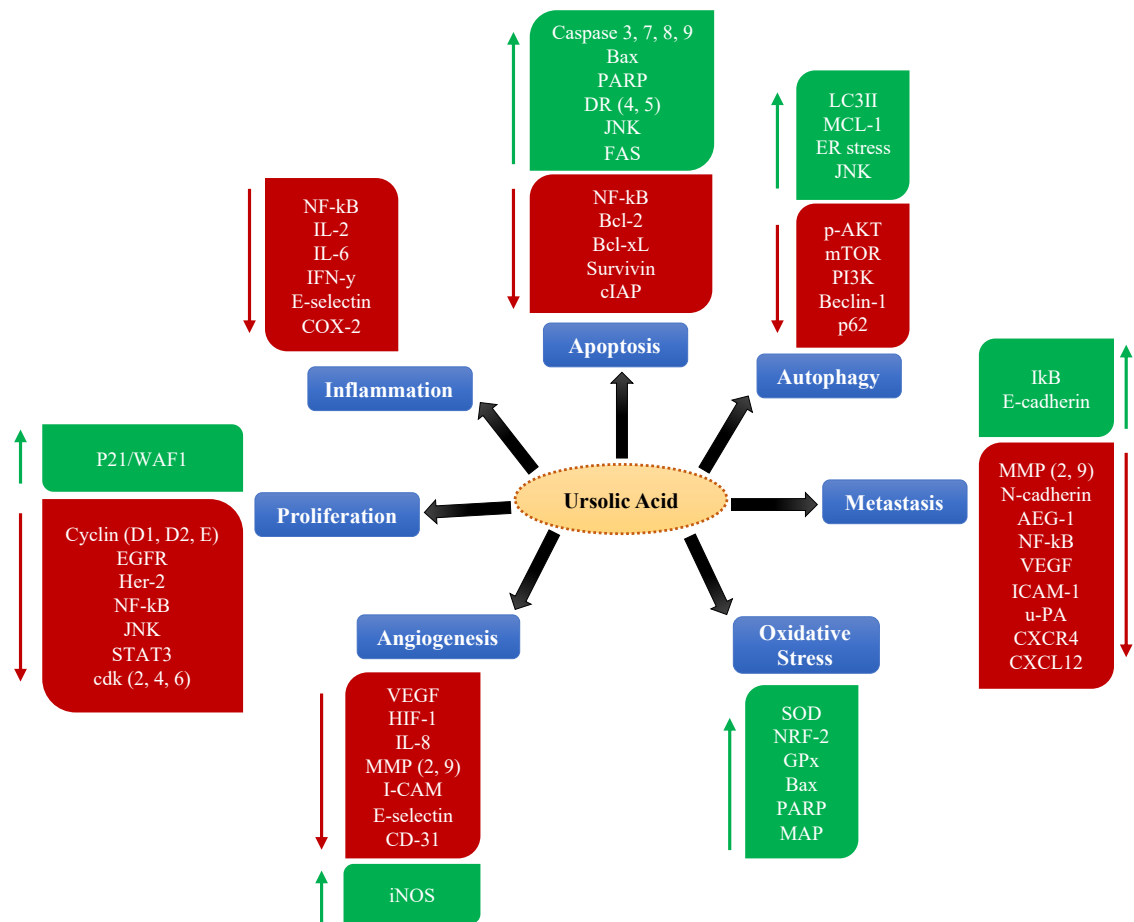 Caspase 3, 7, 8, 9
Bax
PARP
DR (4, 5)
JNK
FAS
NF-kB
Bcl-2
Bcl-xL
Survivin
cIAP
Apoptosis
LC3II
MCL-1
ER stress
JNK
p-AKT
mTOR
PI3K
Beclin-1
p62
Autophagy
NF-kB
IL-2
IL-6
IFN-y
E-selectin
COX-2
Inflammation
IkB
E-cadherin
MMP (2, 9)
N-cadherin
AEG-1
NF-kB
VEGF
ICAM-1
u-PA
CXCR4
CXCL12
Metastasis
Ursolic Acid
P21/WAF1
Cyclin (D1, D2, E)
EGFR
Her-2
NF-kB
JNK
STAT3
cdk (2, 4, 6)
Proliferation
Angiogenesis
VEGF
HIF-1
IL-8
MMP (2, 9)
I-CAM
E-selectin
CD-31
iNOS
Oxidative
Stress
SOD
NRF-2
GPx
Bax
PARP
MAP